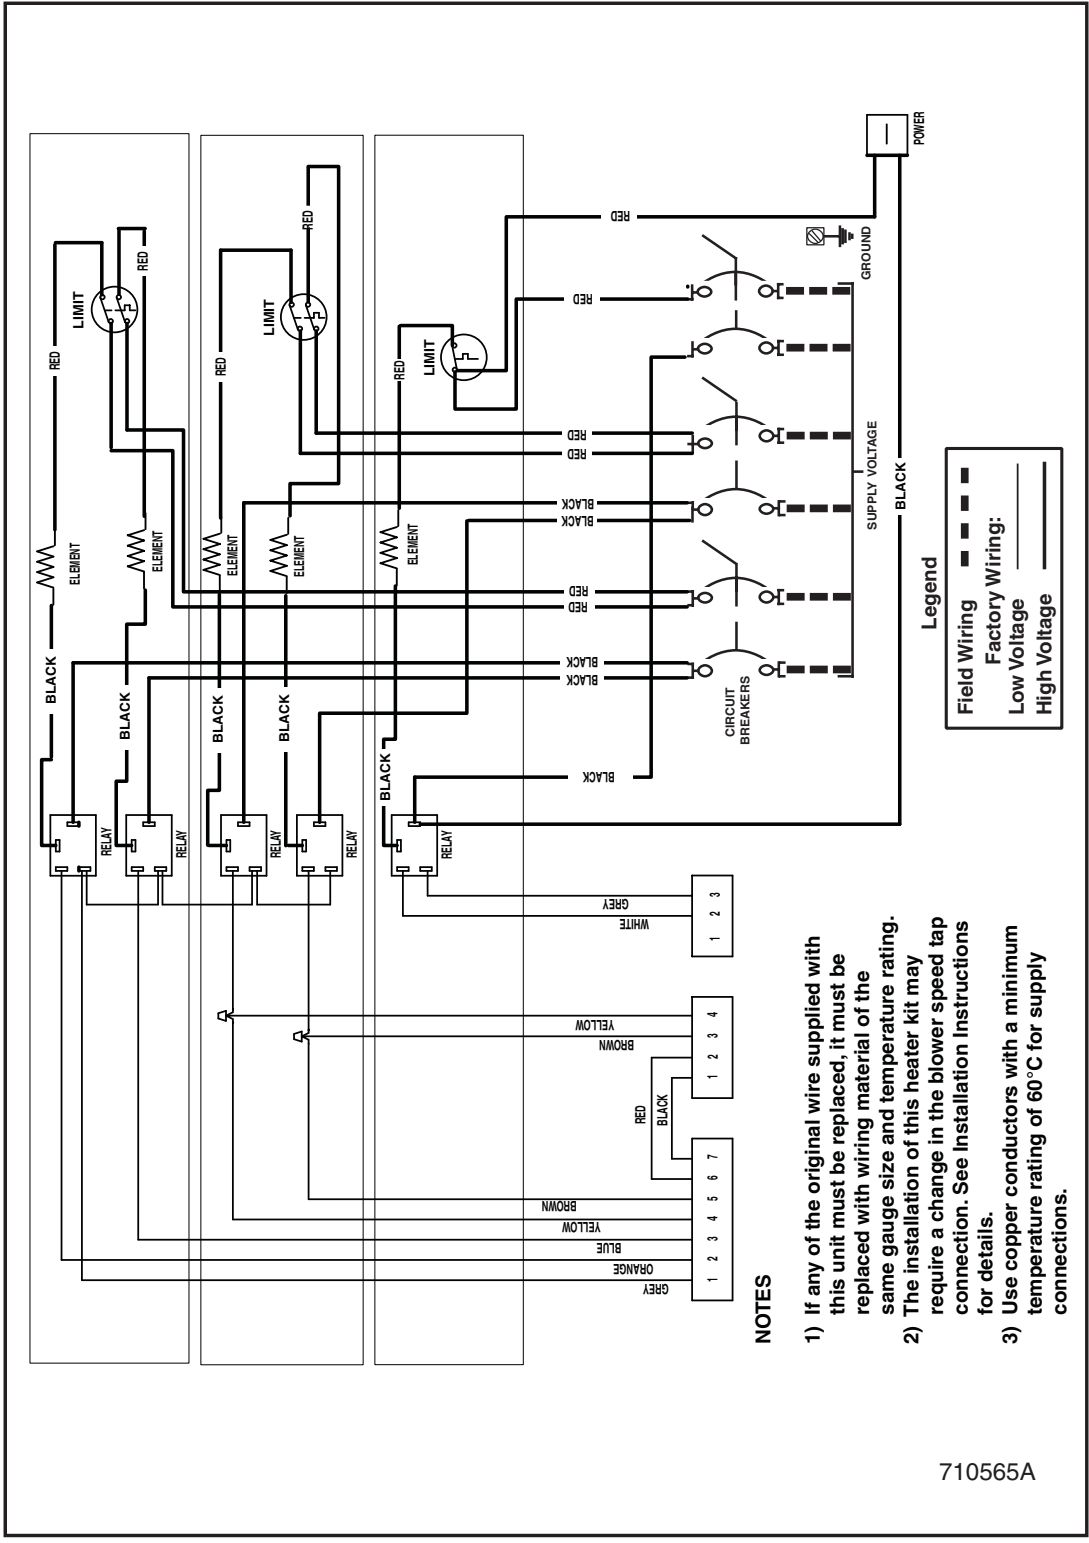 RED
LIMIT
RED
ELEMENT
ELEMENT
BLACK
BLACK
RELAY
RELAY
RED
LIMIT
RED
ELEMENT
ELEMENT
BLACK
BLACK
RELAY
RELAY
RED
LIMIT
ELEMENT
BLACK
RELAY
RED
RED
RED
RED
BLACK
BLACK
RED
RED
BLACK
BLACK
BLACK
POWER
GROUND
SUPPLY VOLTAGE
BLACK
CIRCUIT
BREAKERS
GREY
WHITE
1 2 3
YELLOW
BROWN
1 2 3 4
RED
BLACK
BROWN
YELLOW
BLUE
ORANGE
GREY
1 2 3 4 5 6 7
Legend
Field Wiring
Factory Wiring:
Low Voltage
High Voltage
NOTES
1) If any of the original wire supplied with
this unit must be replaced, it must be
replaced with wiring material of the
same gauge size and temperature rating.
2) The installation of this heater kit may
require a change in the blower speed tap
connection. See Installation Instructions
for details.
3) Use copper conductors with a minimum
temperature rating of 60°C for supply
connections.
710565A